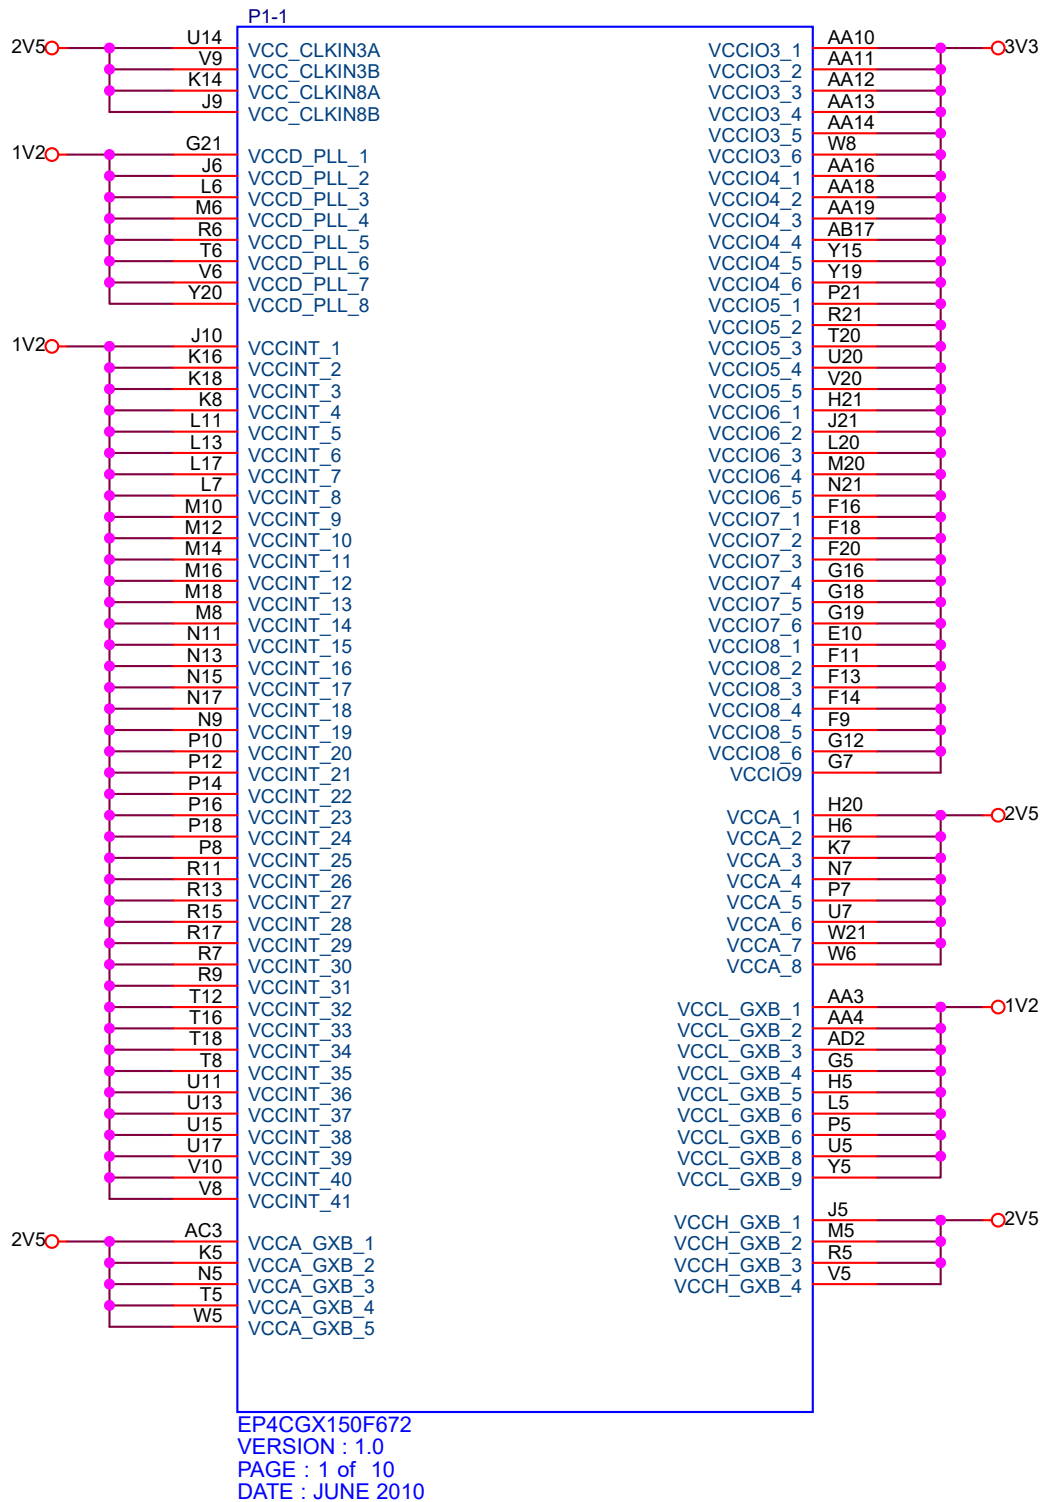 P1-1
2V5
U14 VCC_CLKIN3A
V9 VCC_CLKIN3B
K14 VCC_CLKIN8A
J9 VCC_CLKIN8B
1V2
G21 VCCD_PLL_1
J6 VCCD_PLL_2
L6 VCCD_PLL_3
M6 VCCD_PLL_4
R6 VCCD_PLL_5
T6 VCCD_PLL_6
V6 VCCD_PLL_7
Y20 VCCD_PLL_8
1V2
J10 VCCINT_1
K16 VCCINT_2
K18 VCCINT_3
K8 VCCINT_4
L11 VCCINT_5
L13 VCCINT_6
L17 VCCINT_7
L7 VCCINT_8
M10 VCCINT_9
M12 VCCINT_10
M14 VCCINT_11
M16 VCCINT_12
M18 VCCINT_13
M8 VCCINT_14
N11 VCCINT_15
N13 VCCINT_16
N15 VCCINT_17
N17 VCCINT_18
N9 VCCINT_19
P10 VCCINT_20
P12 VCCINT_21
P14 VCCINT_22
P16 VCCINT_23
P18 VCCINT_24
P8 VCCINT_25
R11 VCCINT_26
R13 VCCINT_27
R15 VCCINT_28
R17 VCCINT_29
R7 VCCINT_30
R9 VCCINT_31
T12 VCCINT_32
T16 VCCINT_33
T18 VCCINT_34
T8 VCCINT_35
U11 VCCINT_36
U13 VCCINT_37
U15 VCCINT_38
U17 VCCINT_39
V10 VCCINT_40
V8 VCCINT_41
2V5
AC3 VCCA_GXB_1
K5 VCCA_GXB_2
N5 VCCA_GXB_3
T5 VCCA_GXB_4
W5 VCCA_GXB_5
VCCIO3_1 AA10
3V3
VCCIO3_2 AA11
VCCIO3_3 AA12
VCCIO3_4 AA13
VCCIO3_5 AA14
VCCIO3_6 W8
VCCIO4_1 AA16
VCCIO4_2 AA18
VCCIO4_3 AA19
VCCIO4_4 AB17
VCCIO4_5 Y15
VCCIO4_6 Y19
VCCIO5_1 P21
VCCIO5_2 R21
VCCIO5_3 T20
VCCIO5_4 U20
VCCIO5_5 V20
VCCIO6_1 H21
VCCIO6_2 J21
VCCIO6_3 L20
VCCIO6_4 M20
VCCIO6_5 N21
VCCIO7_1 F16
VCCIO7_2 F18
VCCIO7_3 F20
VCCIO7_4 G16
VCCIO7_5 G18
VCCIO7_6 G19
VCCIO8_1 E10
VCCIO8_2 F11
VCCIO8_3 F13
VCCIO8_4 F14
VCCIO8_5 F9
VCCIO8_6 G12
VCCIO9 G7
VCCA_1 H20
2V5
VCCA_2 H6
VCCA_3 K7
VCCA_4 N7
VCCA_5 P7
VCCA_6 U7
VCCA_7 W21
VCCA_8 W6
VCCL_GXB_1 AA3
1V2
VCCL_GXB_2 AA4
VCCL_GXB_3 AD2
VCCL_GXB_4 G5
VCCL_GXB_5 H5
VCCL_GXB_6 L5
VCCL_GXB_6 P5
VCCL_GXB_8 U5
VCCL_GXB_9 Y5
VCCH_GXB_1 J5
2V5
VCCH_GXB_2 M5
VCCH_GXB_3 R5
VCCH_GXB_4 V5
EP4CGX150F672
VERSION : 1.0
PAGE : 1 of 10
DATE : JUNE 2010